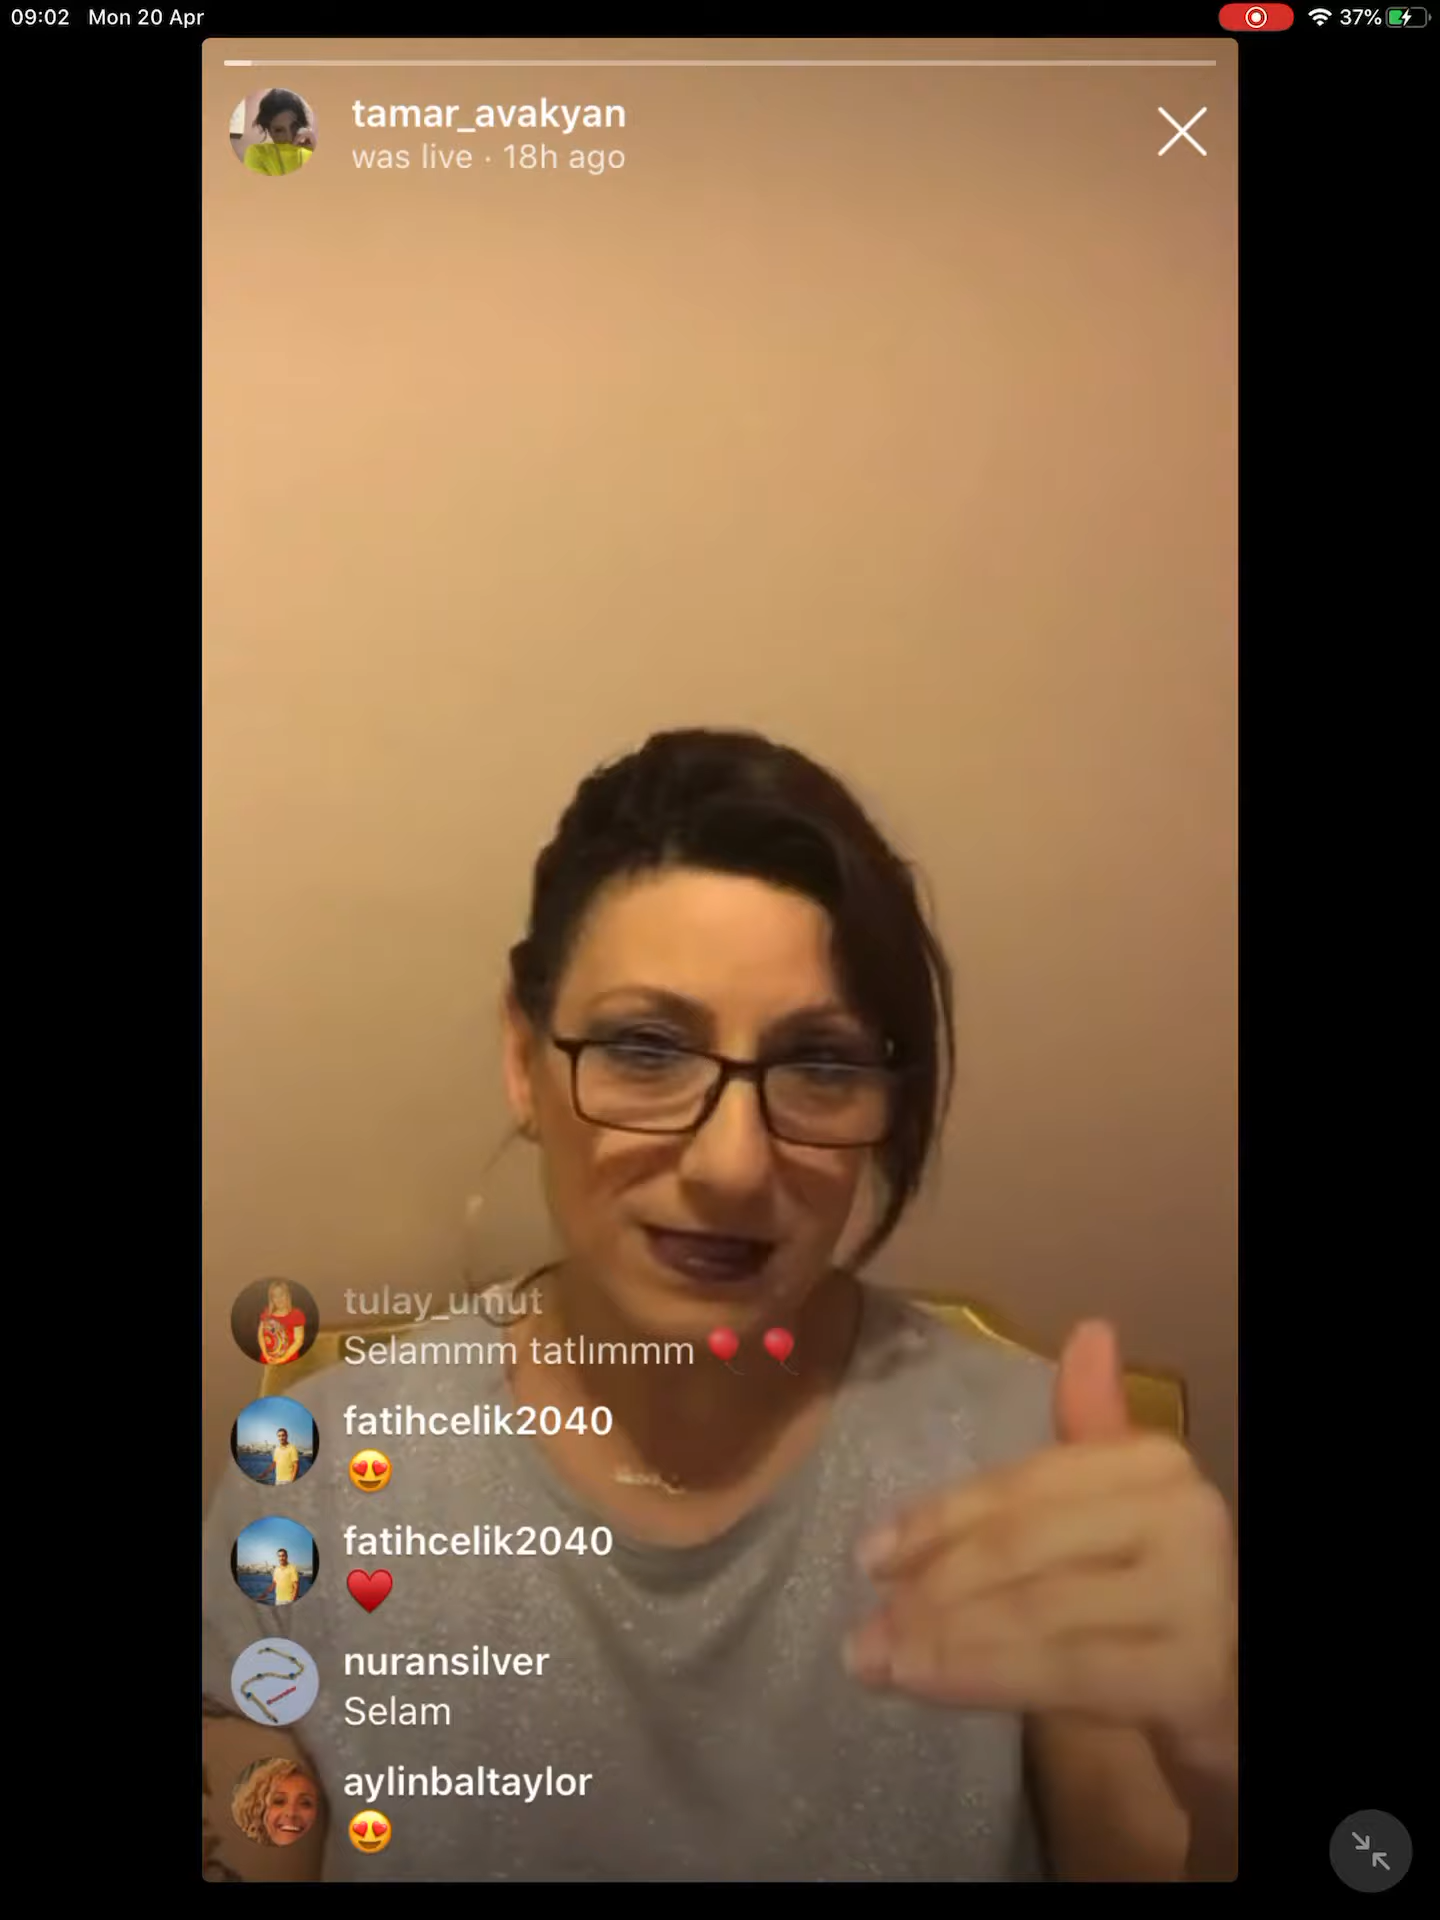 09:02 Mon 20 Apr 37%
tamar_avakyan
was live · 18h ago
tulay_umut
Selammm tatlımmm 🎈 🎈
fatihcelik2040
😍
fatihcelik2040
♥️
nuransilver
Selam
aylinbaltaylor
😍